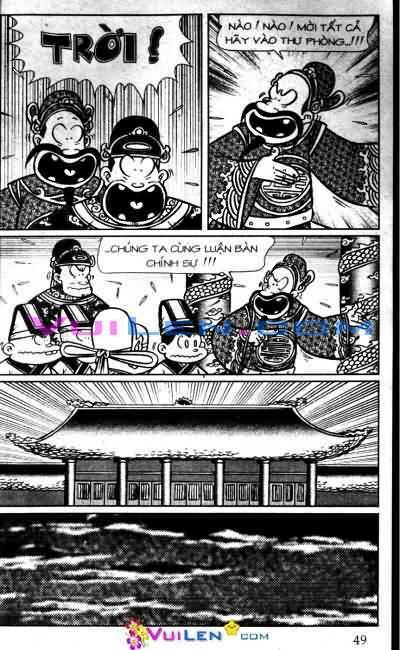 TRỜI !
NÀO ! NÀO ! MỜI TẤT CẢ
HÃY VÀO THƯ PHÒNG...!!!
...CHÚNG TA CÙNG LUẬN BÀN
CHÍNH SỰ !!!
VUILEN.COM
VUILEN.COM
49